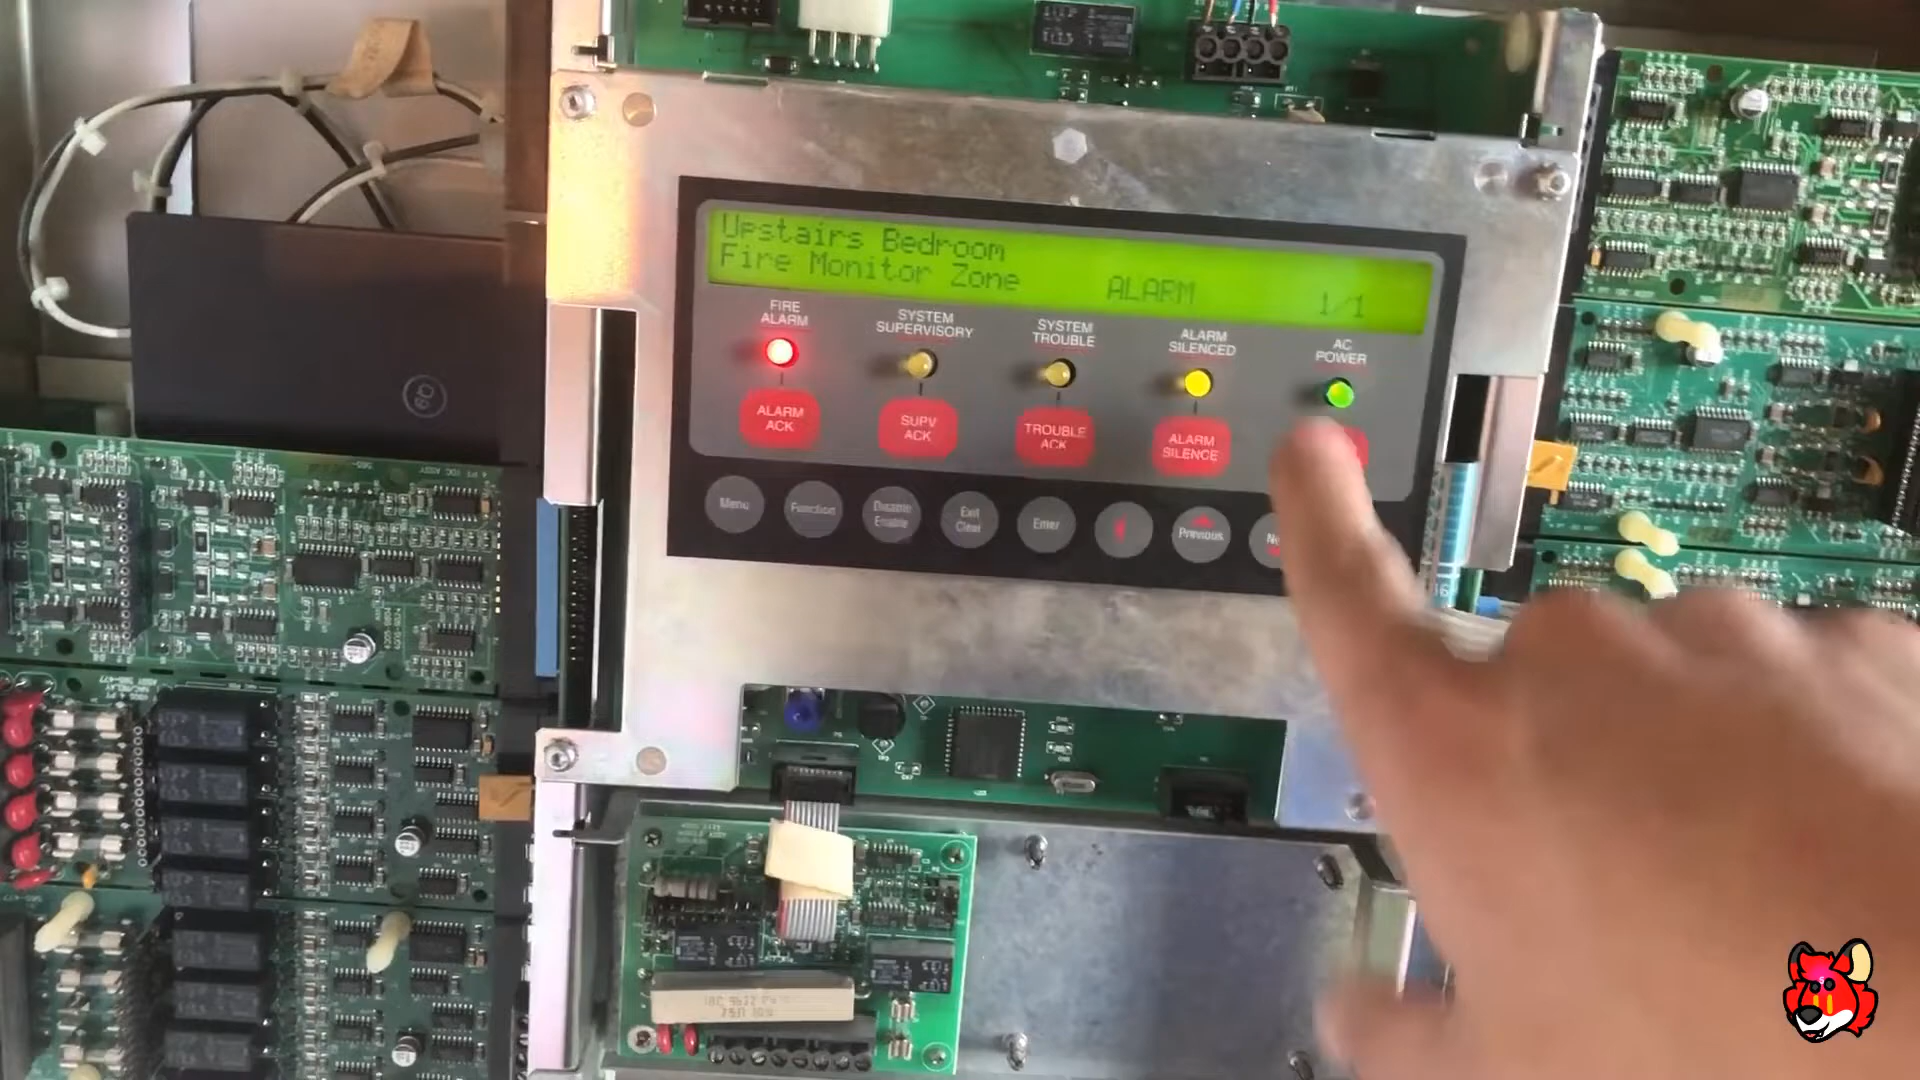 Upstairs Bedroom
Fire Monitor Zone ALARM 1/1
FIRE
ALARM
SYSTEM
SUPERVISORY
SYSTEM
TROUBLE
ALARM
SILENCED
AC
POWER
ALARM
ACK
SUPV
ACK
TROUBLE
ACK
ALARM
SILENCE
Menu
Function
Disable
Enable
Exit
Clear
Enter
Previous